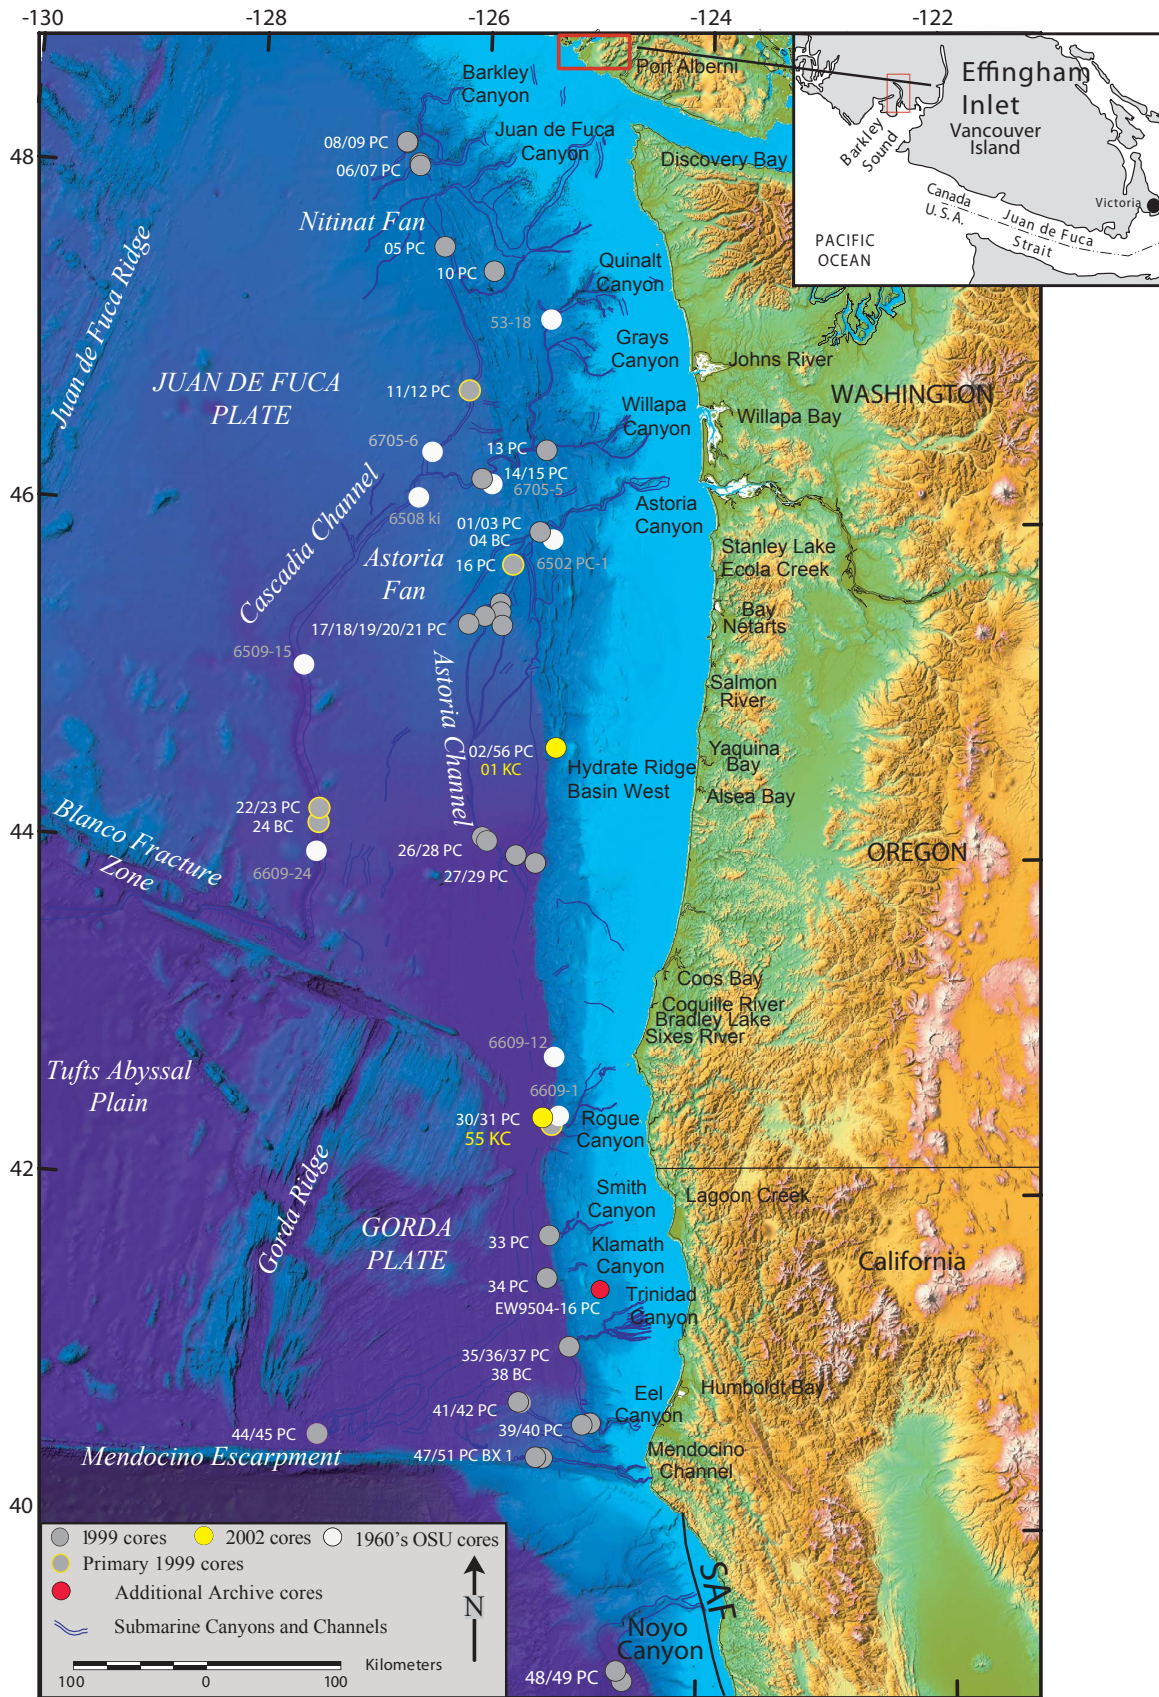 -130
-128
-126
-124
-122
Barkley
Canyon
Port Alberni
Effingham
Inlet
Vancouver
Island
Barkley
Sound
Victoria
Canada
U.S.A.
Juan de Fuca
Strait
PACIFIC
OCEAN
08/09 PC
Juan de Fuca
Canyon
48
06/07 PC
Discovery Bay
Nitinat Fan
Juan de Fuca Ridge
05 PC
10 PC
Quinalt
Canyon
53-18
Grays
Canyon
Johns River
JUAN DE FUCA
PLATE
11/12 PC
WASHINGTON
Willapa
Canyon
Willapa Bay
6705-6
13 PC
14/15 PC
6705-5
46
6508 ki
Cascadia Channel
Astoria
Canyon
01/03 PC
04 BC
6502 PC-1
Stanley Lake
Ecola Creek
Astoria
Fan
16 PC
Bay
Netarts
17/18/19/20/21 PC
6509-15
Astoria Channel
Salmon
River
02/56 PC
01 KC
Yaquina
Bay
Hydrate Ridge
Basin West
Alsea Bay
22/23 PC
24 BC
44
Blanco Fracture
Zone
26/28 PC
27/29 PC
OREGON
6609-24
Coos Bay
Coquille River
Bradley Lake
Sixes River
6609-12
Tufts Abyssal
Plain
6609-1
30/31 PC
55 KC
Rogue
Canyon
42
Smith
Canyon
Lagoon Creek
Gorda Ridge
GORDA
PLATE
33 PC
Klamath
Canyon
California
34 PC
EW9504-16 PC
Trinidad
Canyon
35/36/37 PC
38 BC
Humboldt Bay
Eel
Canyon
41/42 PC
39/40 PC
44/45 PC
Mendocino Escarpment
47/51 PC BX 1
Mendocino
Channel
40
1999 cores
2002 cores
1960's OSU cores
Primary 1999 cores
Additional Archive cores
N
Submarine Canyons and Channels
Kilometers
100
0
100
SAF
Noyo
Canyon
48/49 PC